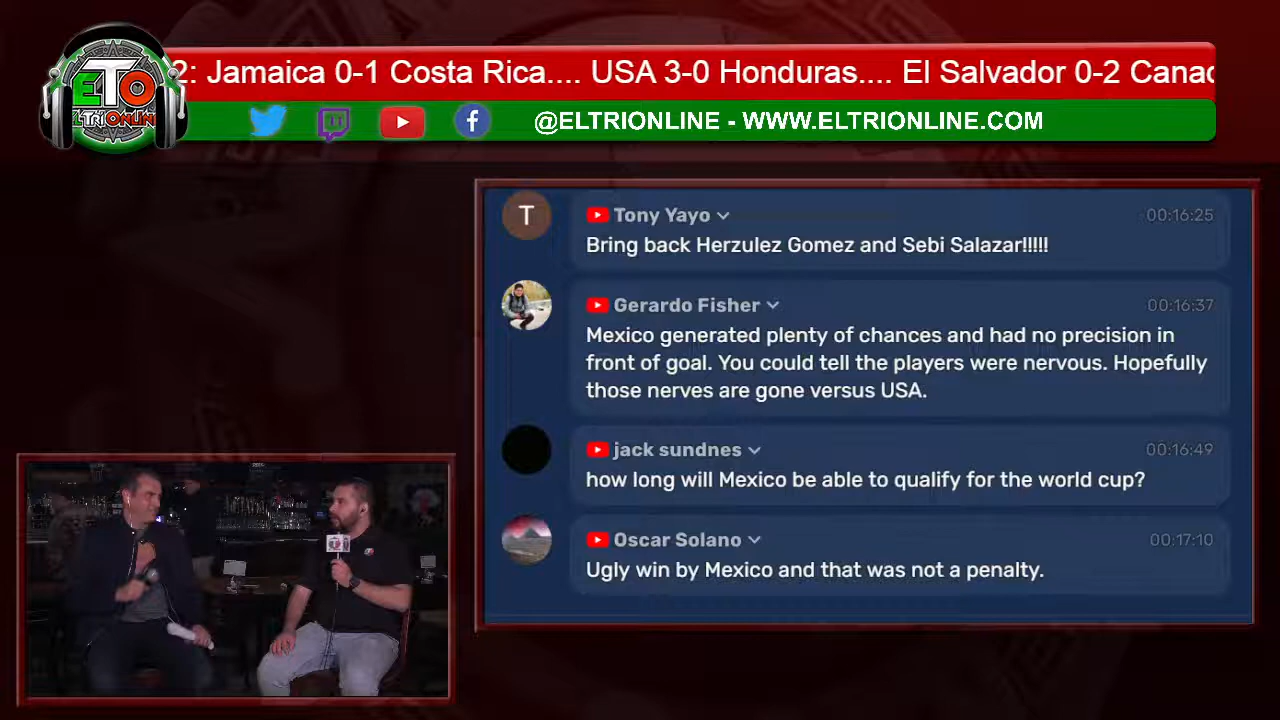 2: Jamaica 0-1 Costa Rica.... USA 3-0 Honduras.... El Salvador 0-2 Canac
ETO
ELTRIONLINE
@ELTRIONLINE - WWW.ELTRIONLINE.COM
T
Tony Yayo
00:16:25
Bring back Herzulez Gomez and Sebi Salazar!!!!!
Gerardo Fisher
00:16:37
Mexico generated plenty of chances and had no precision in
front of goal. You could tell the players were nervous. Hopefully
those nerves are gone versus USA.
jack sundnes
00:16:49
how long will Mexico be able to qualify for the world cup?
Oscar Solano
00:17:10
Ugly win by Mexico and that was not a penalty.